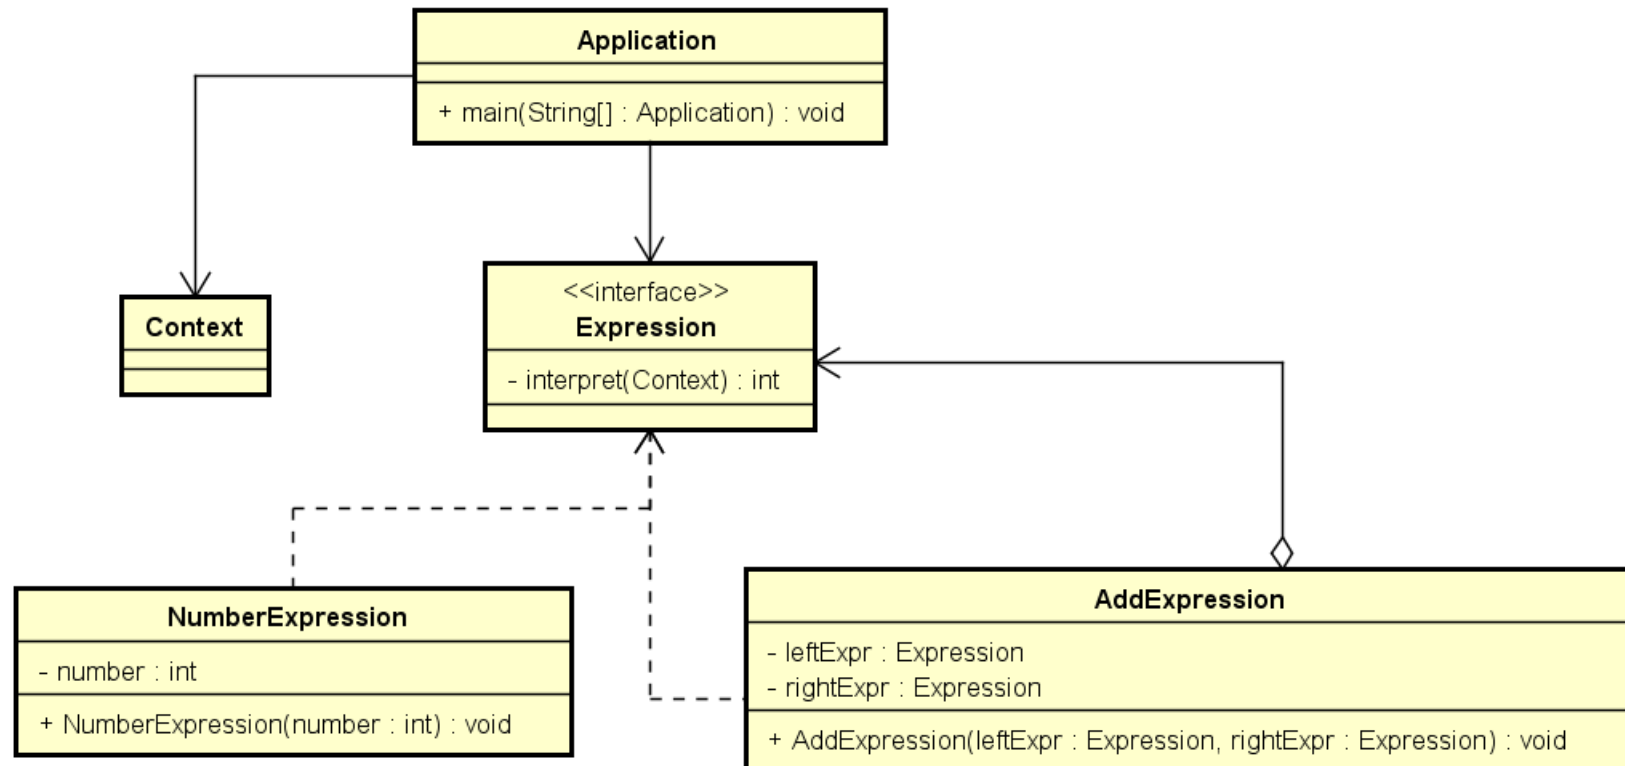 Application
+ main(String[] : Application) : void
Context
<<interface>>
Expression
- interpret(Context) : int
NumberExpression
- number : int
+ NumberExpression(number : int) : void
AddExpression
- leftExpr : Expression
- rightExpr : Expression
+ AddExpression(leftExpr : Expression, rightExpr : Expression) : void